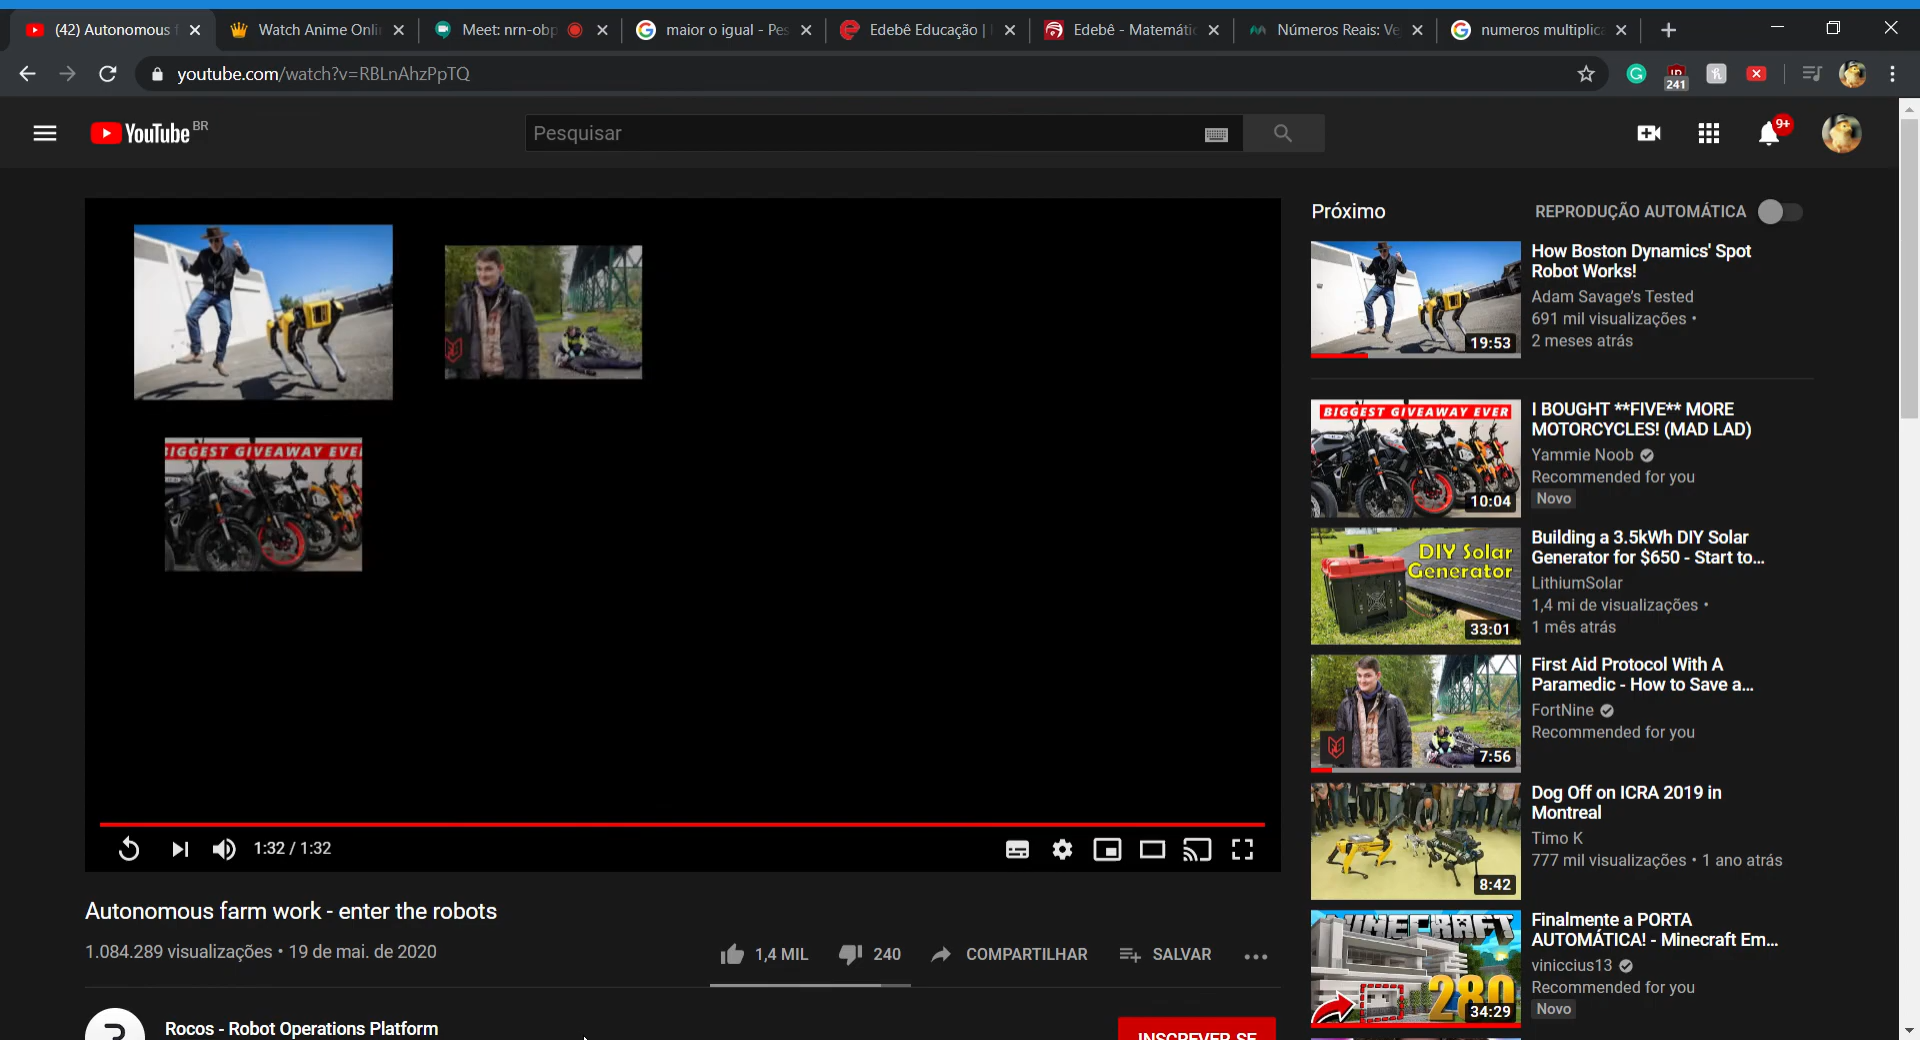 (42) Autonomous
Watch Anime Onli
Meet: nrn-obp
maior o igual - Pes
Edebê Educação |
Edebê - Matemátic
Números Reais: Ve
numeros multiplica
youtube.com/watch?v=RBLnAhzPpTQ
241
YouTube BR
Pesquisar
9+
BIGGEST GIVEAWAY EVE
1:32 / 1:32
Autonomous farm work - enter the robots
1.084.289 visualizações • 19 de mai. de 2020
1,4 MIL
240
COMPARTILHAR
SALVAR
Rocos - Robot Operations Platform
INSCREVER-SE
Próximo
REPRODUÇÃO AUTOMÁTICA
19:53
How Boston Dynamics' Spot
Robot Works!
Adam Savage's Tested
691 mil visualizações •
2 meses atrás
BIGGEST GIVEAWAY EVER
10:04
I BOUGHT **FIVE** MORE
MOTORCYCLES! (MAD LAD)
Yammie Noob
Recommended for you
Novo
DIY Solar
Generator
33:01
Building a 3.5kWh DIY Solar
Generator for $650 - Start to...
LithiumSolar
1,4 mi de visualizações •
1 mês atrás
7:56
First Aid Protocol With A
Paramedic - How to Save a...
FortNine
Recommended for you
8:42
Dog Off on ICRA 2019 in
Montreal
Timo K
777 mil visualizações • 1 ano atrás
MINECRAFT
280
34:29
Finalmente a PORTA
AUTOMÁTICA! - Minecraft Em...
viniccius13
Recommended for you
Novo